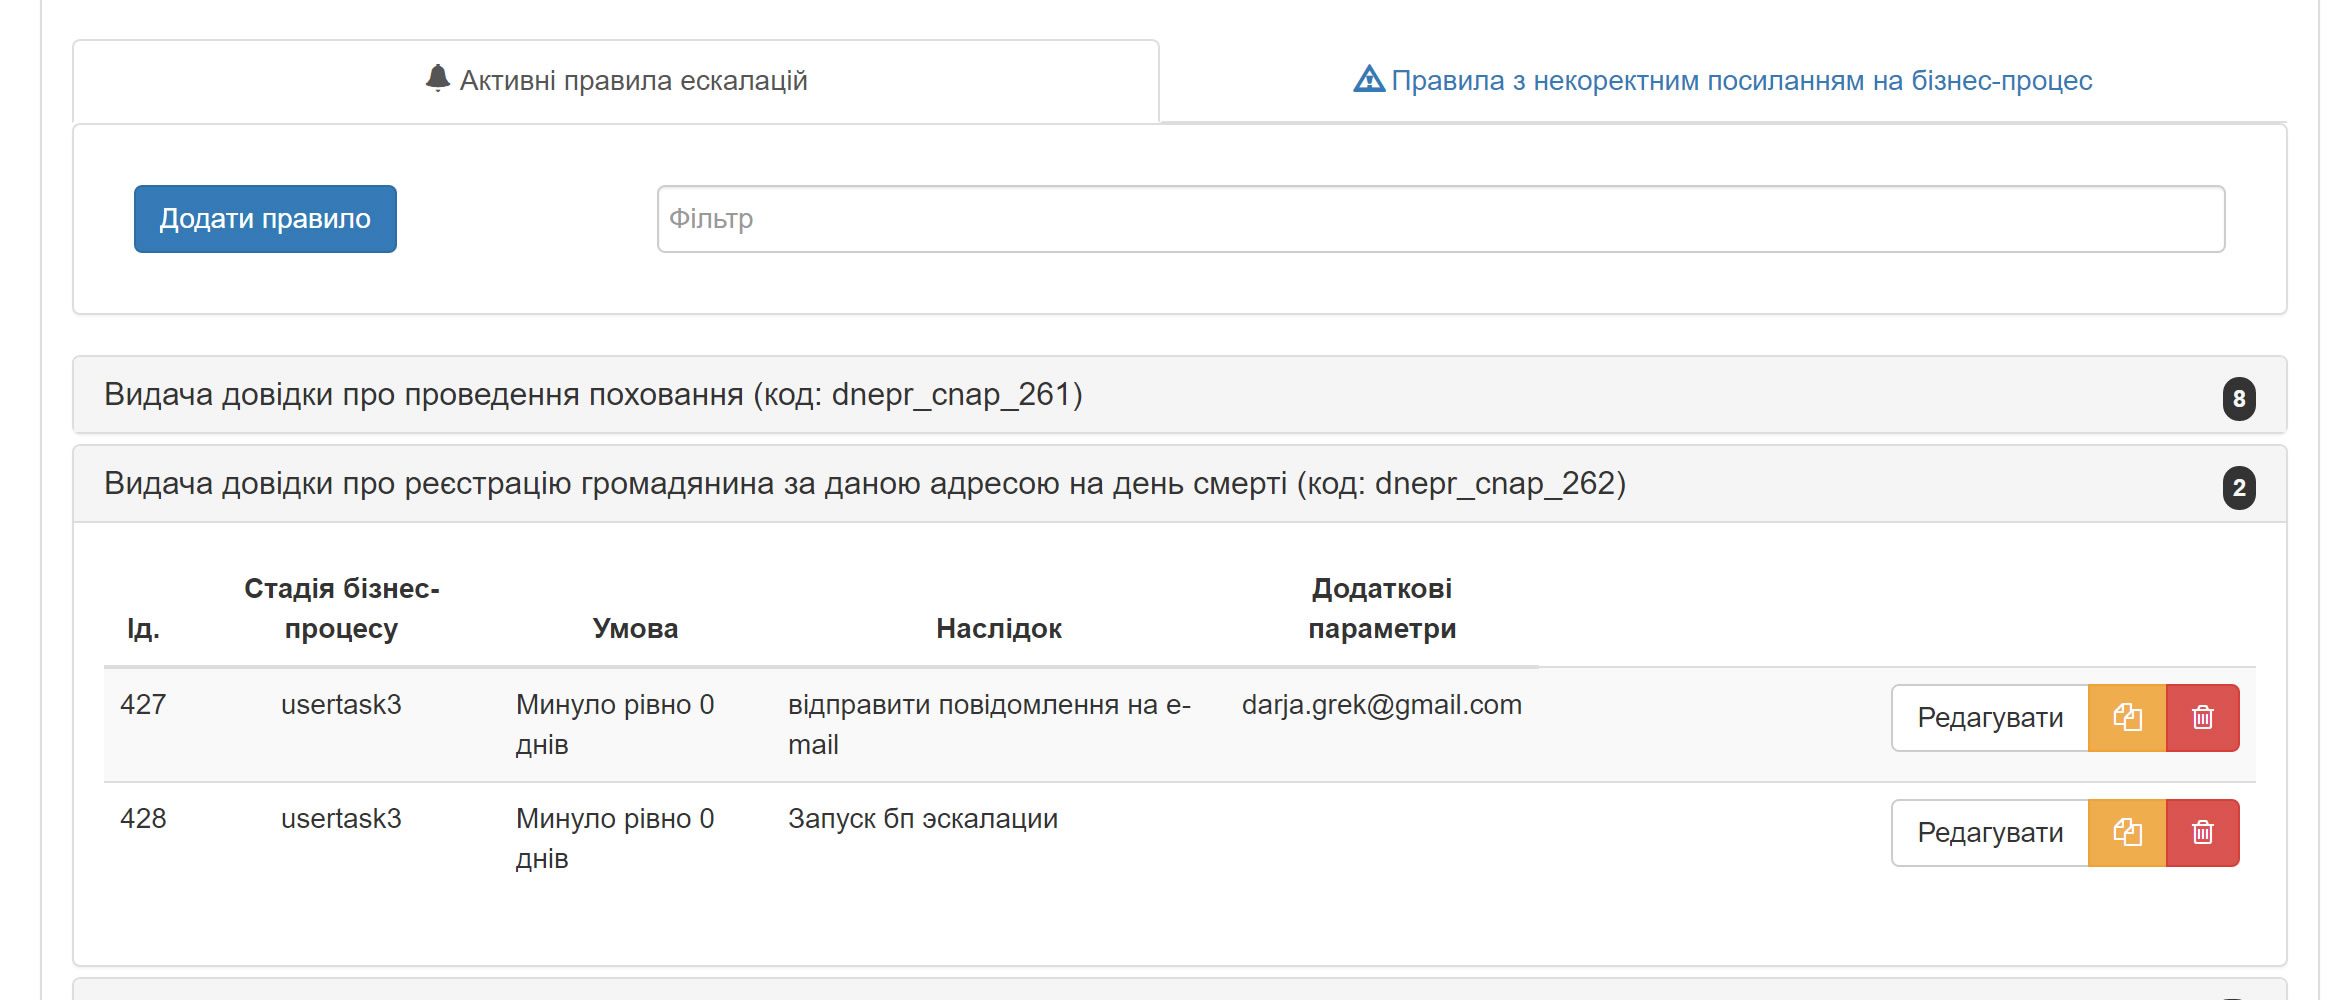 Активні правила ескалацій
Правила з некоректним посиланням на бізнес-процес
Додати правило
Фільтр
Видача довідки про проведення поховання (код: dnepr_cnap_261)
8
Видача довідки про реєстрацію громадянина за даною адресою на день смерті (код: dnepr_cnap_262)
2
Ід.
Стадія бізнес-
процесу
Умова
Наслідок
Додаткові
параметри
427
usertask3
Минуло рівно 0
днів
відправити повідомлення на e-
mail
darja.grek@gmail.com
Редагувати
428
usertask3
Минуло рівно 0
днів
Запуск бп эскалации
Редагувати